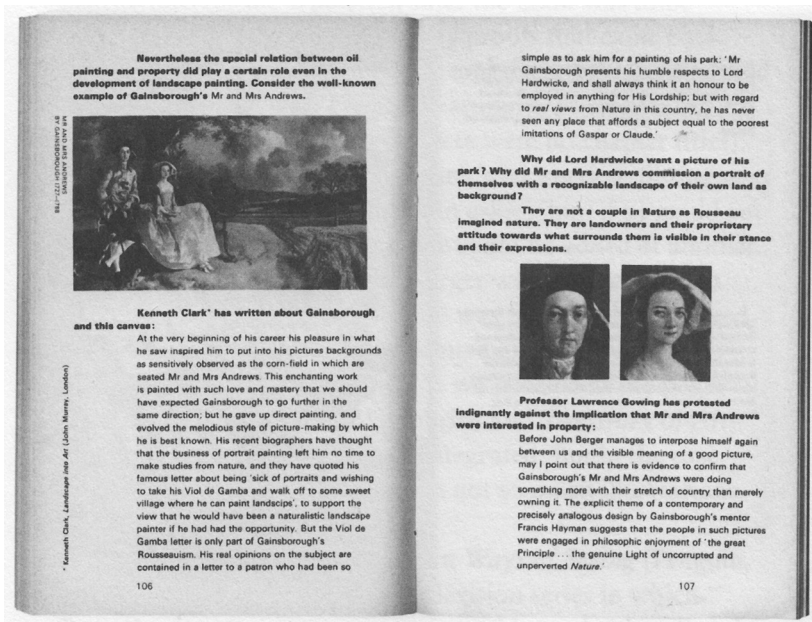 Nevertheless the special relation between oil
painting and property did play a certain role even in the
development of landscape painting. Consider the well-known
example of Gainsborough's Mr and Mrs Andrews.
MR AND MRS ANDREWS
BY GAINSBOROUGH 1727–1788
Kenneth Clark* has written about Gainsborough
and this canvas:
At the very beginning of his career his pleasure in what
he saw inspired him to put into his pictures backgrounds
as sensitively observed as the corn-field in which are
seated Mr and Mrs Andrews. This enchanting work
is painted with such love and mastery that we should
have expected Gainsborough to go further in the
same direction; but he gave up direct painting, and
evolved the melodious style of picture-making by which
he is best known. His recent biographers have thought
that the business of portrait painting left him no time to
make studies from nature, and they have quoted his
famous letter about being 'sick of portraits and wishing
to take his Viol de Gamba and walk off to some sweet
village where he can paint landscips', to support the
view that he would have been a naturalistic landscape
painter if he had had the opportunity. But the Viol de
Gamba letter is only part of Gainsborough's
Rousseauism. His real opinions on the subject are
contained in a letter to a patron who had been so
* Kenneth Clark, Landscape into Art (John Murray, London)
106
simple as to ask him for a painting of his park: 'Mr
Gainsborough presents his humble respects to Lord
Hardwicke, and shall always think it an honour to be
employed in anything for His Lordship; but with regard
to real views from Nature in this country, he has never
seen any place that affords a subject equal to the poorest
imitations of Gaspar or Claude.'
Why did Lord Hardwicke want a picture of his
park? Why did Mr and Mrs Andrews commission a portrait of
themselves with a recognizable landscape of their own land as
background?
They are not a couple in Nature as Rousseau
imagined nature. They are landowners and their proprietary
attitude towards what surrounds them is visible in their stance
and their expressions.
Professor Lawrence Gowing has protested
indignantly against the implication that Mr and Mrs Andrews
were interested in property:
Before John Berger manages to interpose himself again
between us and the visible meaning of a good picture,
may I point out that there is evidence to confirm that
Gainsborough's Mr and Mrs Andrews were doing
something more with their stretch of country than merely
owning it. The explicit theme of a contemporary and
precisely analogous design by Gainsborough's mentor
Francis Hayman suggests that the people in such pictures
were engaged in philosophic enjoyment of 'the great
Principle . . . the genuine Light of uncorrupted and
unperverted Nature.'
107